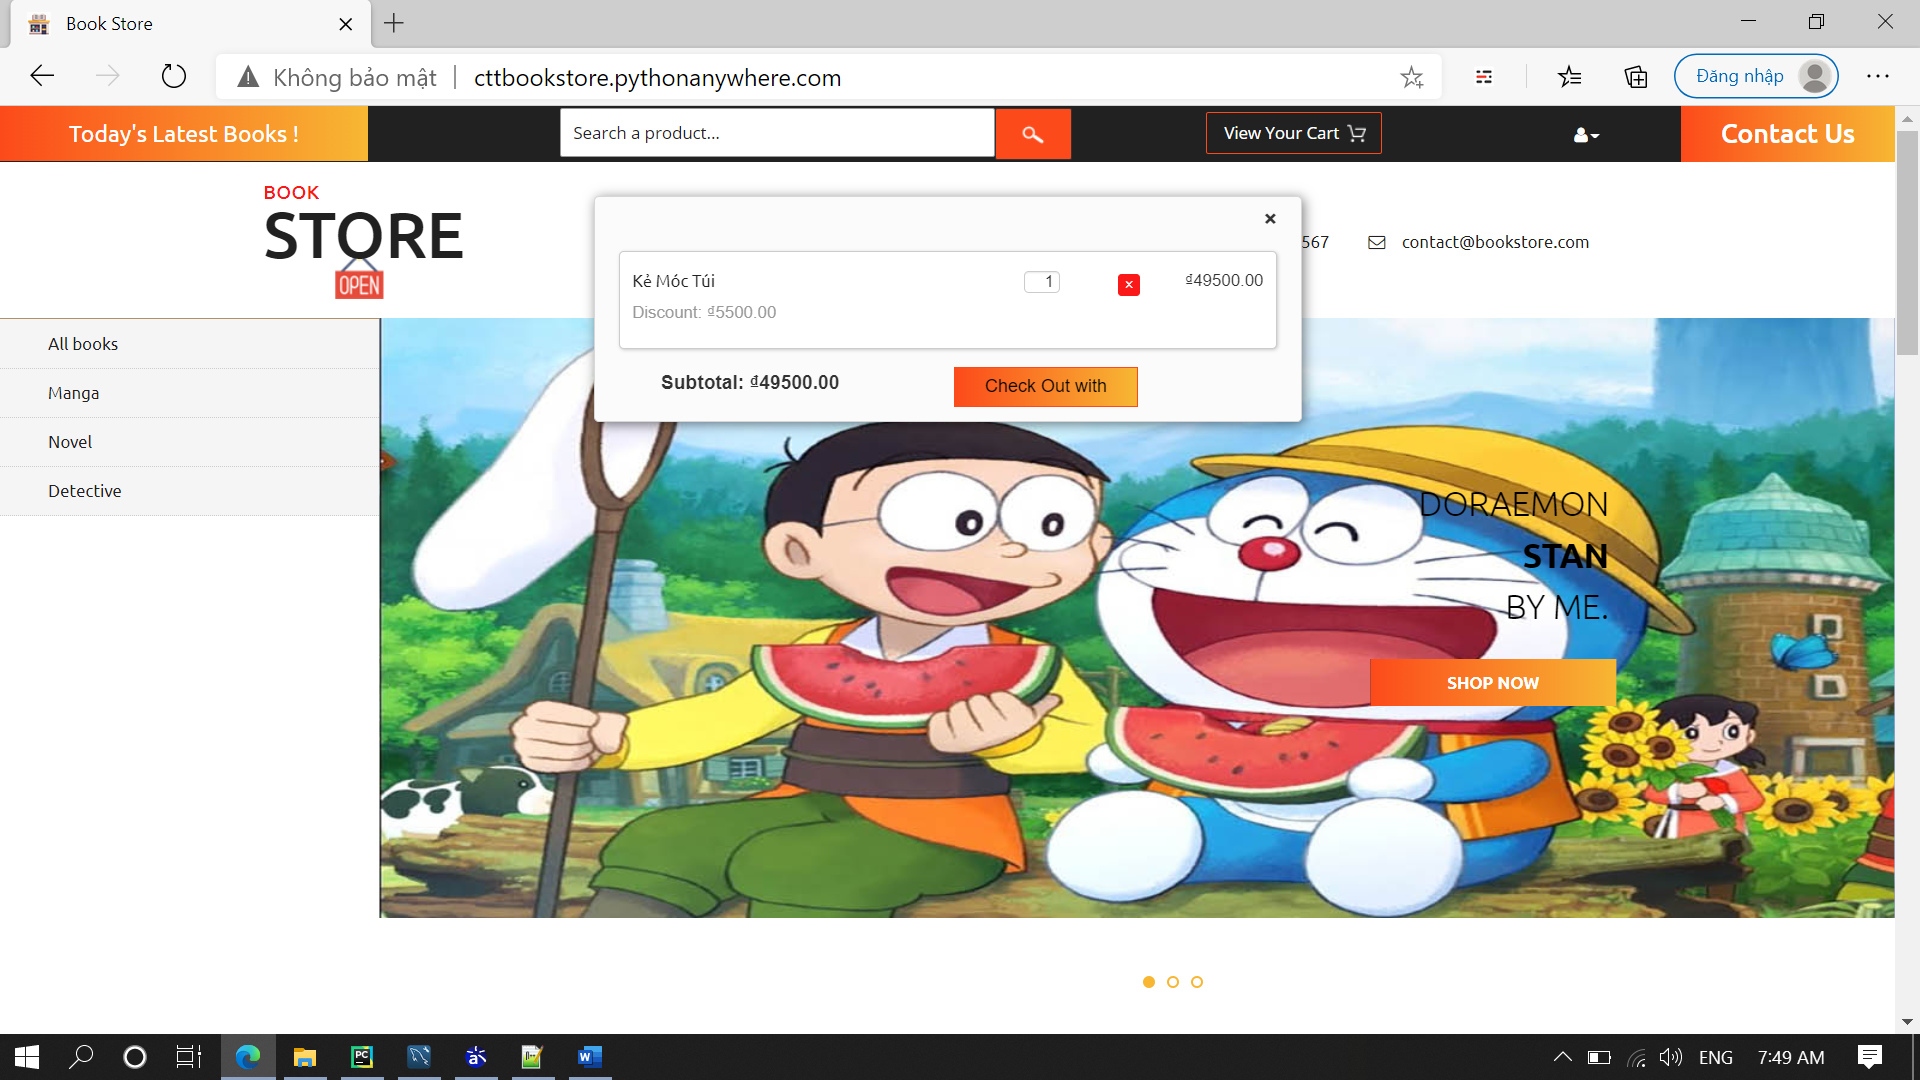 Book Store
Không bảo mật
cttbookstore.pythonanywhere.com
Đăng nhập
Today's Latest Books !
Search a product...
View Your Cart
Contact Us
BOOK
STORE
OPEN
567
contact@bookstore.com
Kẻ Móc Túi
1
₫49500.00
Discount: ₫5500.00
Subtotal: ₫49500.00
Check Out with
All books
Manga
Novel
Detective
DORAEMON
STAN
BY ME.
SHOP NOW
PC
W
ENG
7:49 AM